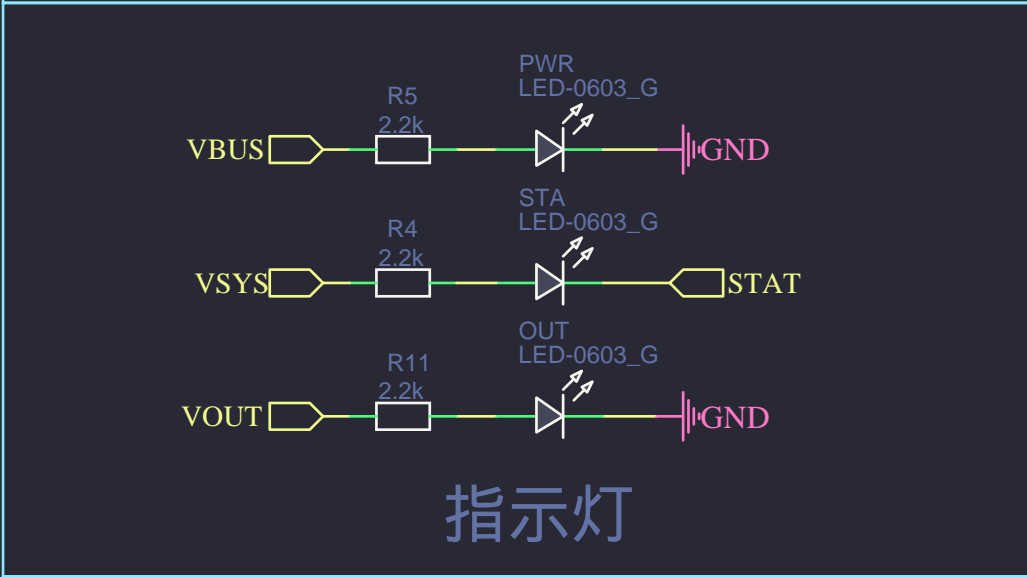 PWR
LED-0603_G
R5
2.2k
VBUS
GND
STA
LED-0603_G
R4
2.2k
VSYS
STAT
OUT
LED-0603_G
R11
2.2k
VOUT
GND
指示灯